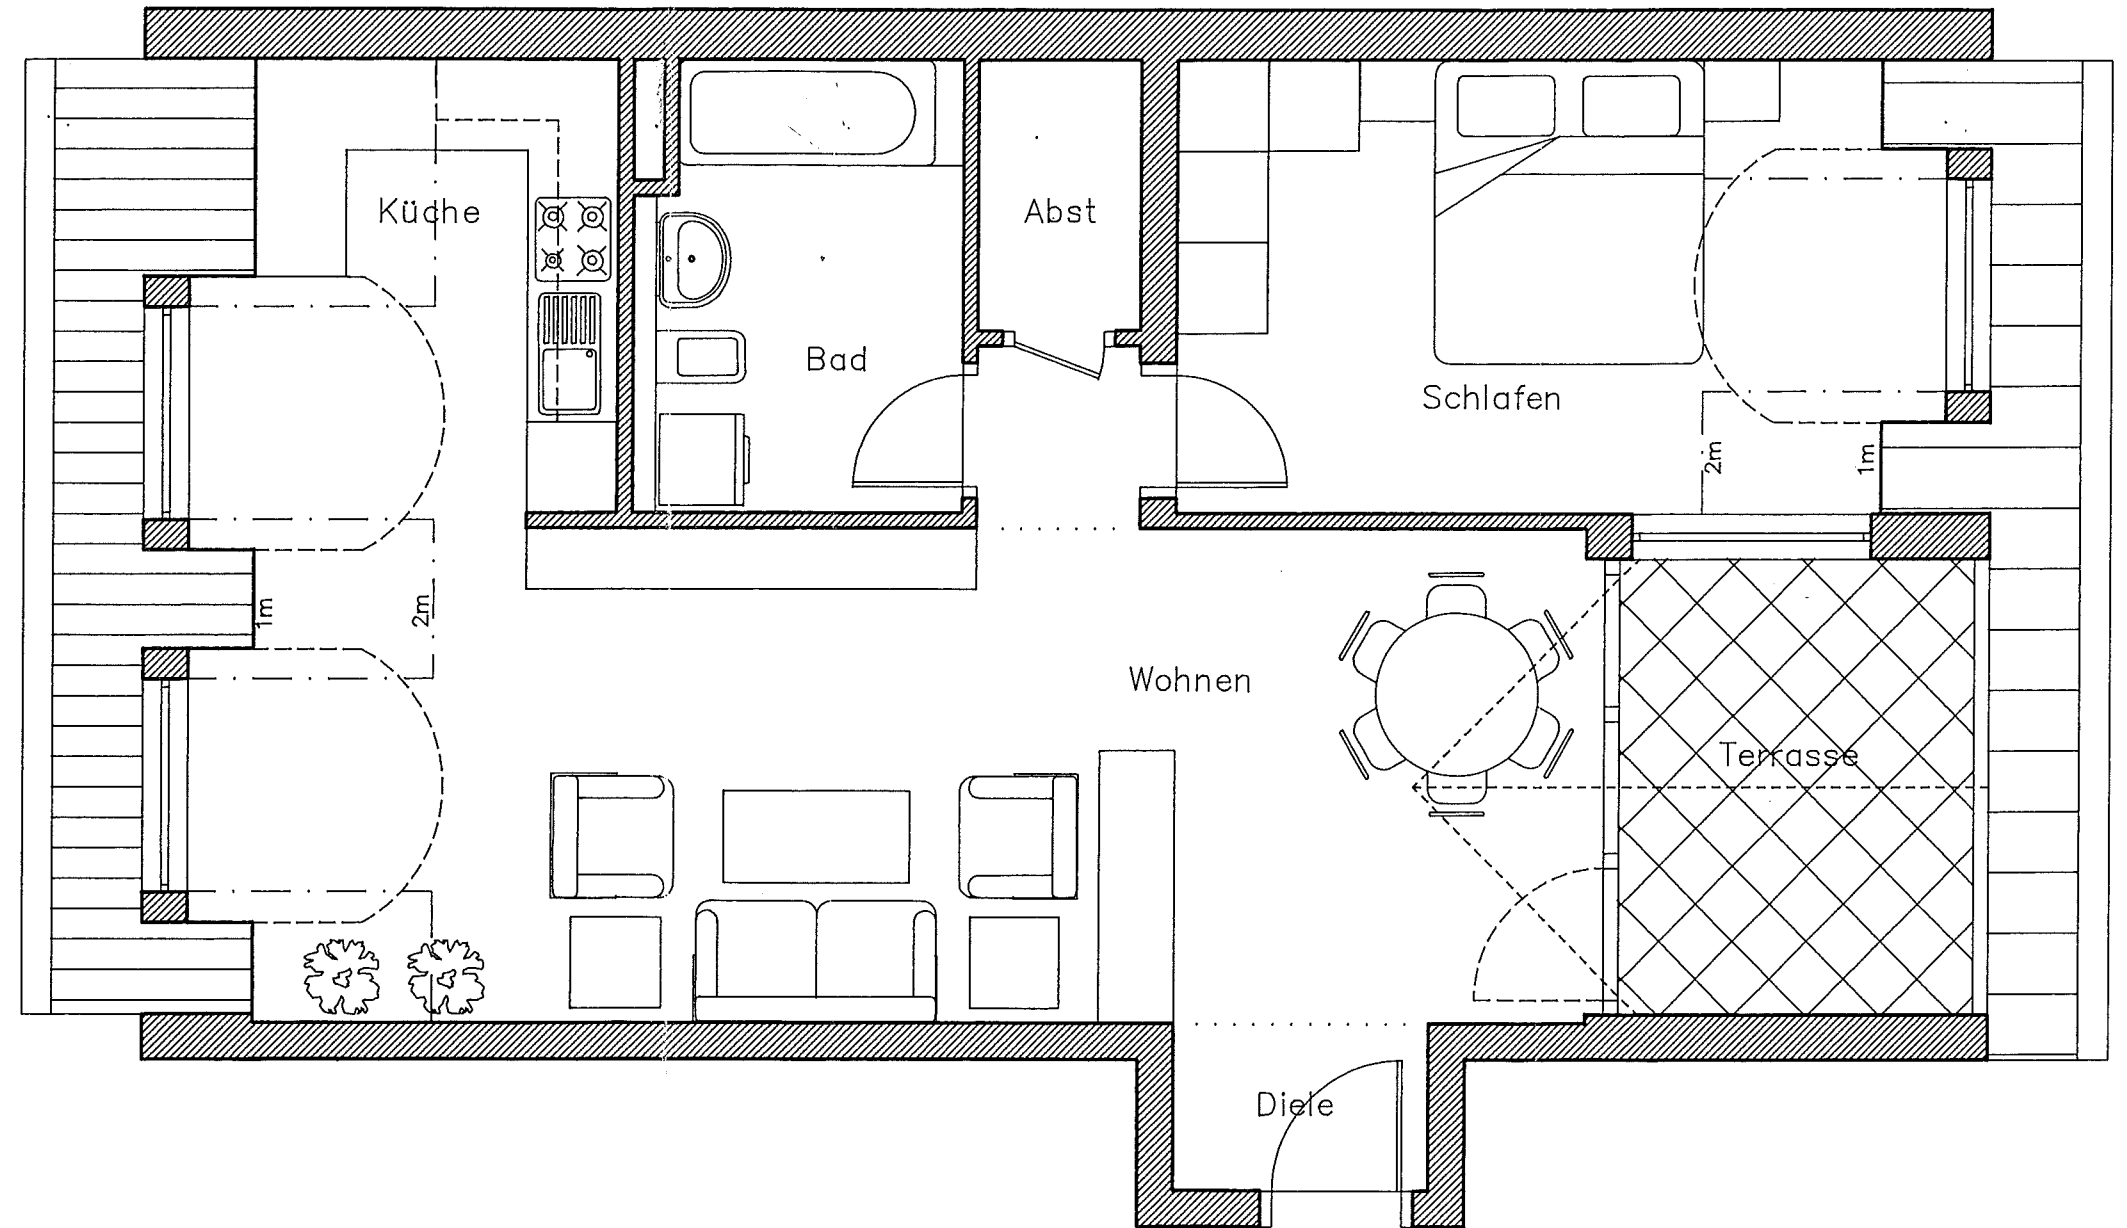 Küche
Abst
Bad
Schlafen
2m
1m
1m
2m
Wohnen
Terrasse
Diele